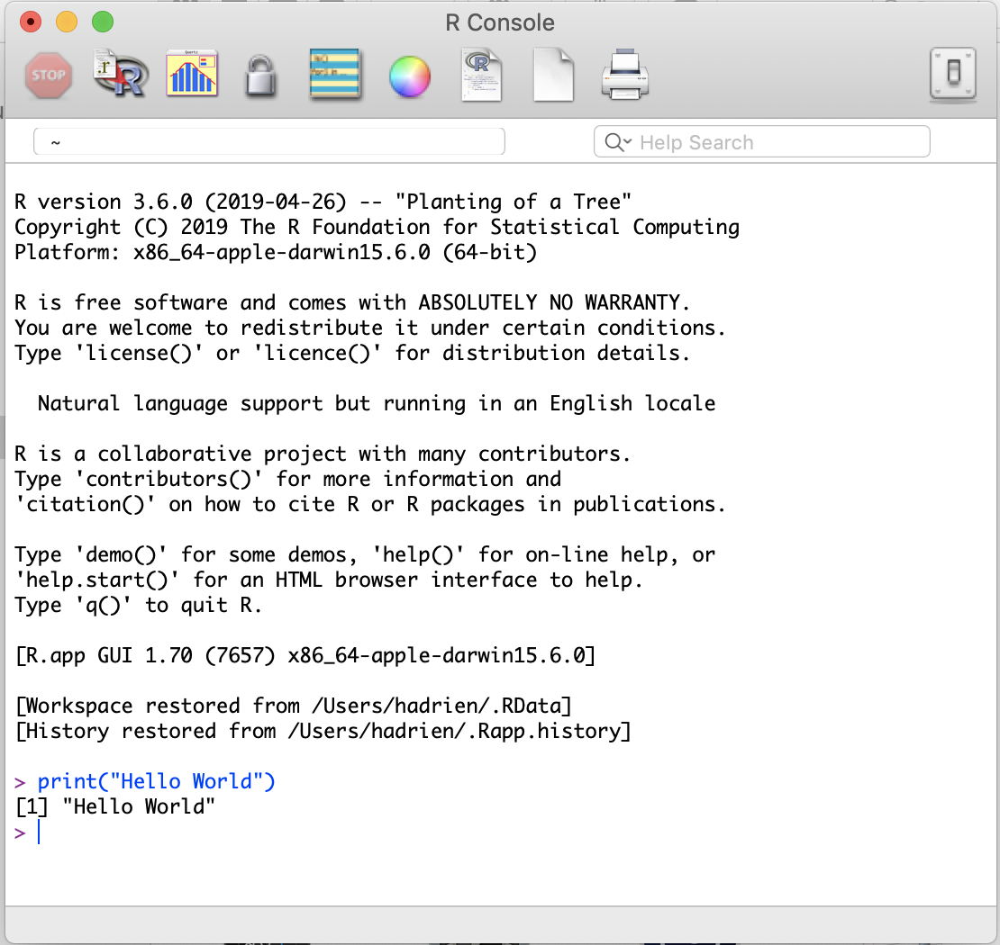 R Console
STOP
~
Help Search
R version 3.6.0 (2019-04-26) -- "Planting of a Tree"
Copyright (C) 2019 The R Foundation for Statistical Computing
Platform: x86_64-apple-darwin15.6.0 (64-bit)
R is free software and comes with ABSOLUTELY NO WARRANTY.
You are welcome to redistribute it under certain conditions.
Type 'license()' or 'licence()' for distribution details.
Natural language support but running in an English locale
R is a collaborative project with many contributors.
Type 'contributors()' for more information and
'citation()' on how to cite R or R packages in publications.
Type 'demo()' for some demos, 'help()' for on-line help, or
'help.start()' for an HTML browser interface to help.
Type 'q()' to quit R.
[R.app GUI 1.70 (7657) x86_64-apple-darwin15.6.0]
[Workspace restored from /Users/hadrien/.RData]
[History restored from /Users/hadrien/.Rapp.history]
> print("Hello World")
[1] "Hello World"
>